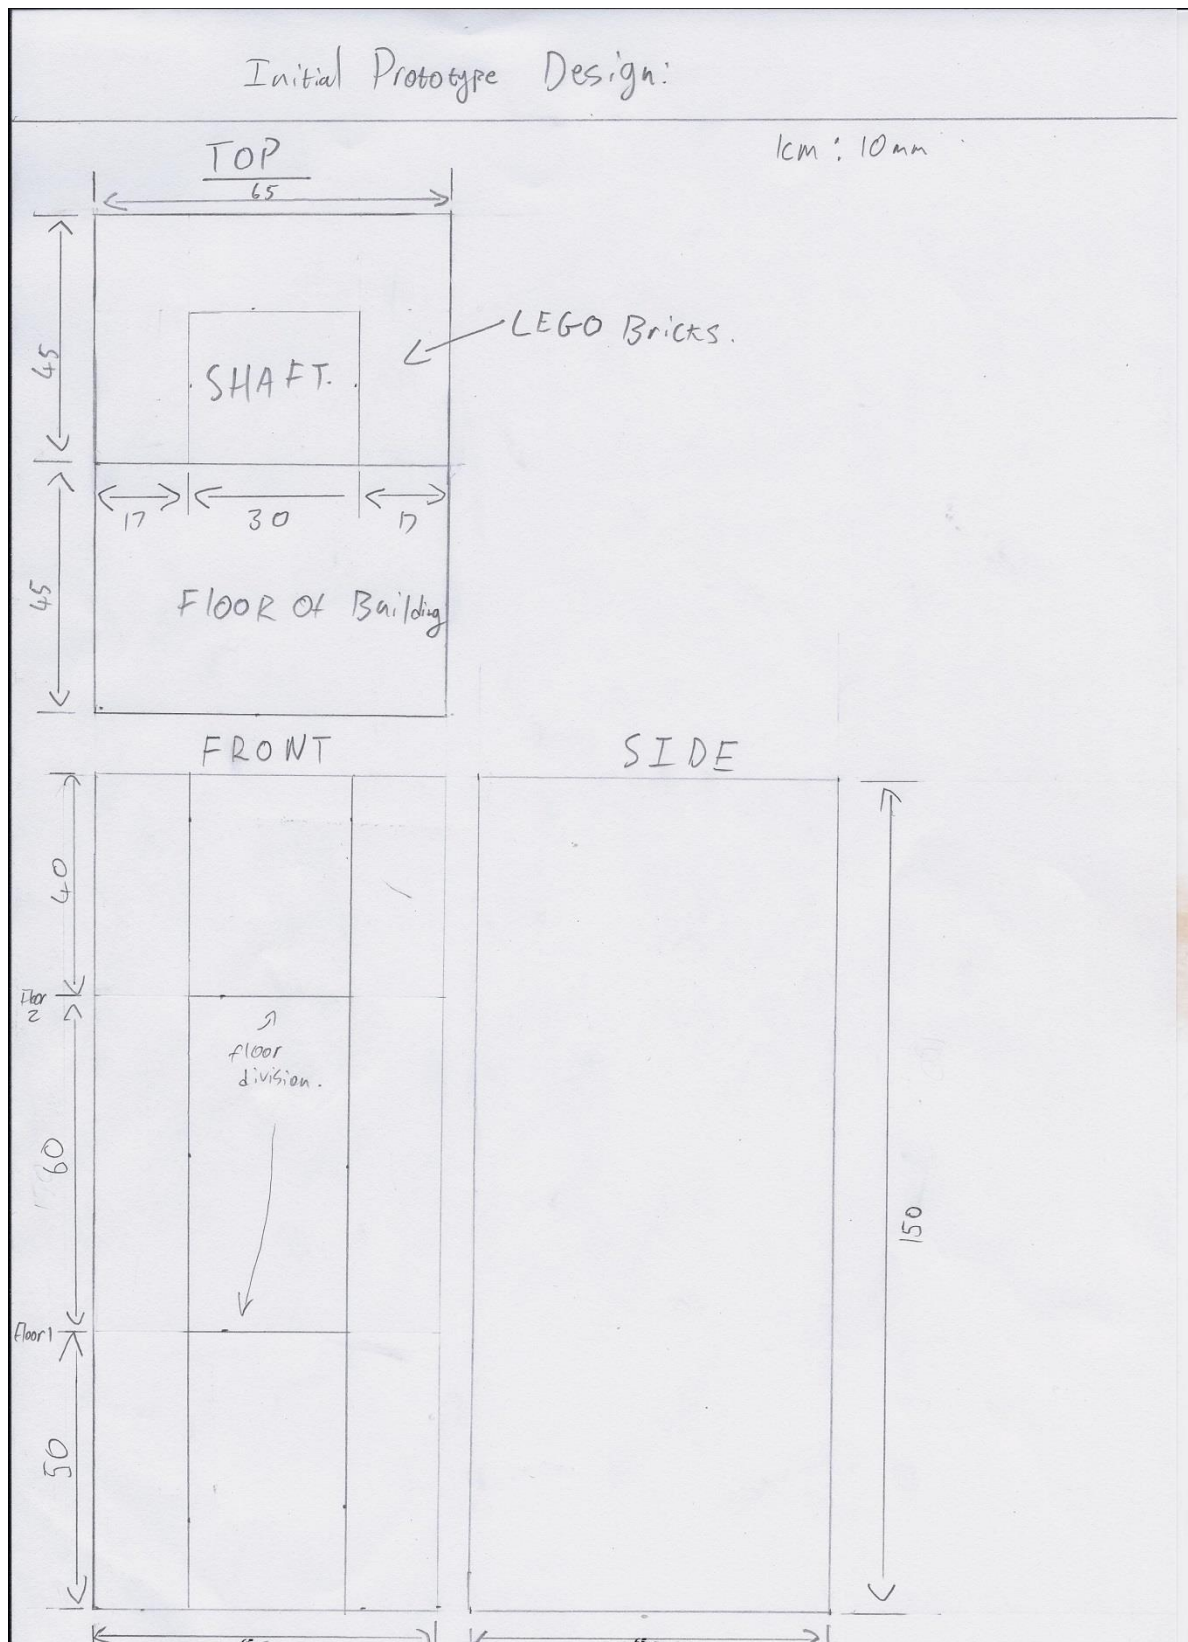 Initial Prototype Design:
1cm : 10mm
TOP
65
45
LEGO Bricks.
SHAFT.
17
30
17
45
Floor Of Building
FRONT
SIDE
40
Floor
2
floor
division.
60
150
Floor 1
50